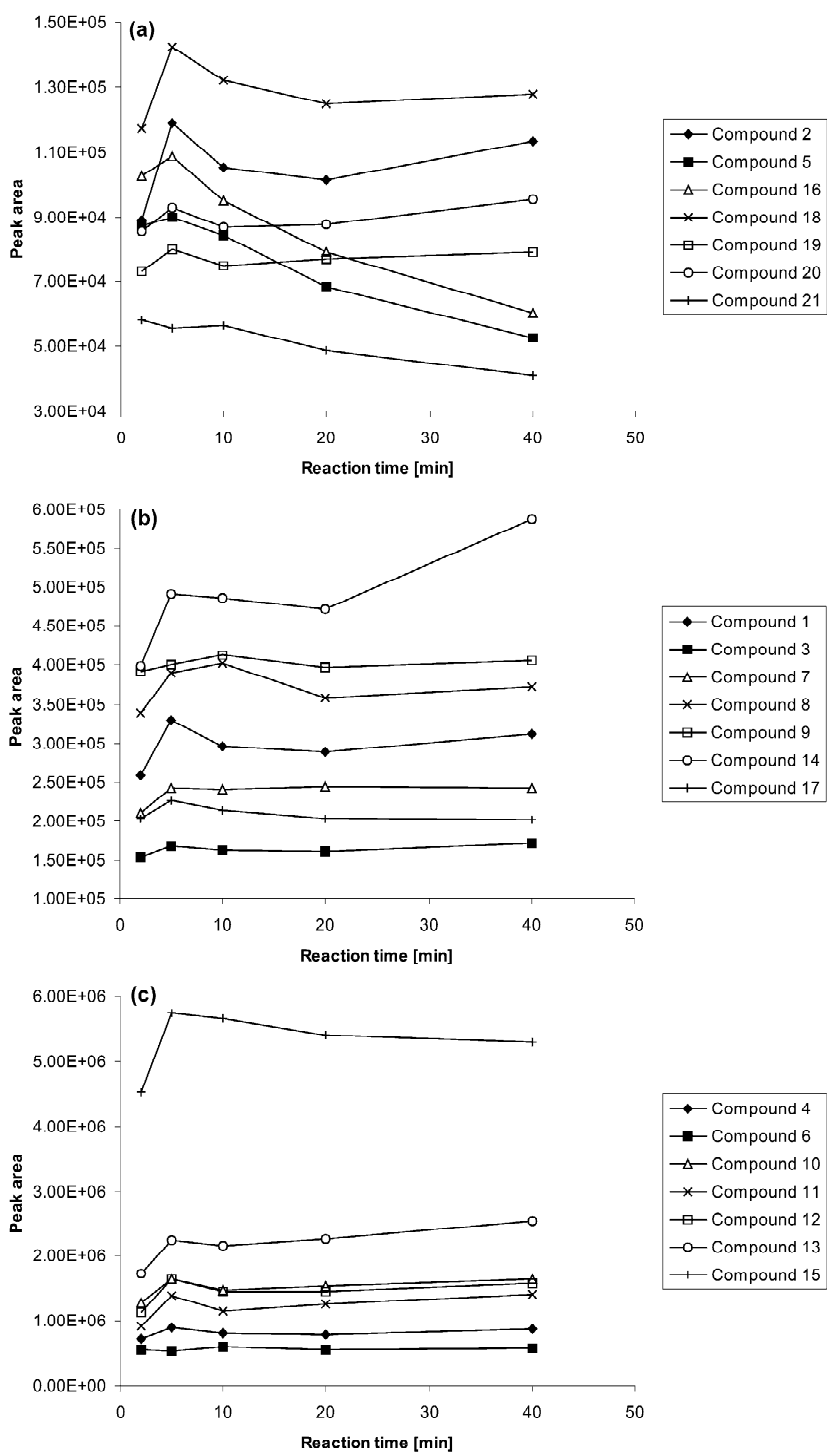 (a)
1.50E+05
1.30E+05
1.10E+05
9.00E+04
7.00E+04
5.00E+04
3.00E+04
Peak area
0 10 20 30 40 50
Reaction time [min]
Compound 2
Compound 5
Compound 16
Compound 18
Compound 19
Compound 20
Compound 21
(b)
6.00E+05
5.50E+05
5.00E+05
4.50E+05
4.00E+05
3.50E+05
3.00E+05
2.50E+05
2.00E+05
1.50E+05
1.00E+05
Peak area
0 10 20 30 40 50
Reaction time [min]
Compound 1
Compound 3
Compound 7
Compound 8
Compound 9
Compound 14
Compound 17
(c)
6.00E+06
5.00E+06
4.00E+06
3.00E+06
2.00E+06
1.00E+06
0.00E+00
Peak area
0 10 20 30 40 50
Reaction time [min]
Compound 4
Compound 6
Compound 10
Compound 11
Compound 12
Compound 13
Compound 15